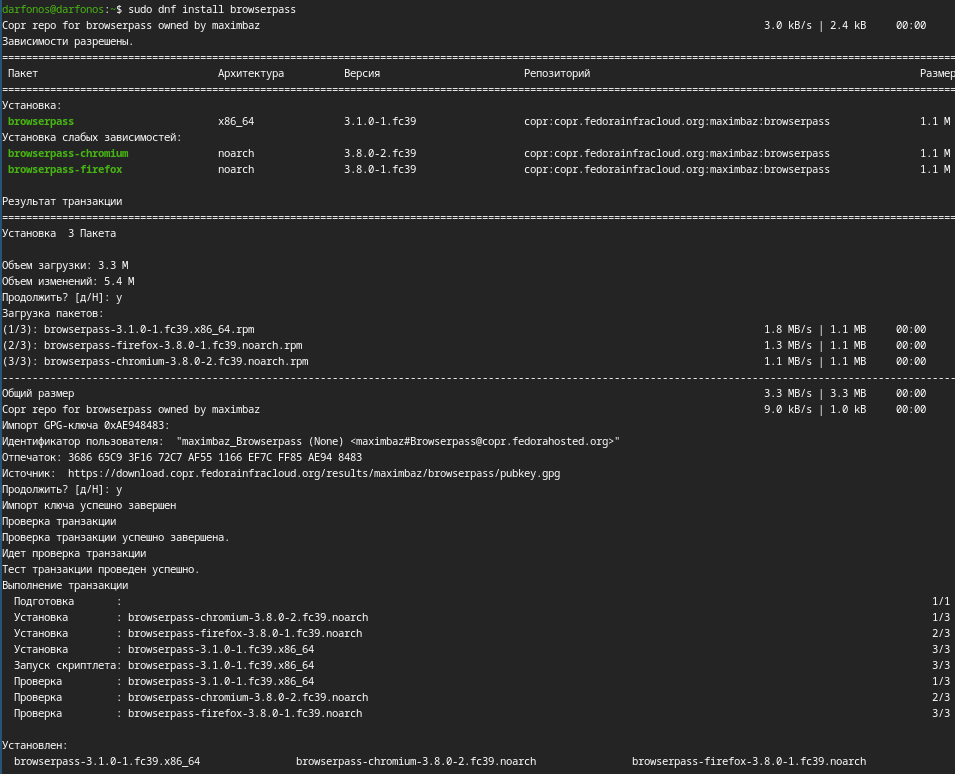 darfonos@darfonos:~$ sudo dnf install browserpass
Copr repo for browserpass owned by maximbaz 3.0 kB/s | 2.4 kB 00:00
Зависимости разрешены.
Пакет Архитектура Версия Репозиторий Размер
Установка:
browserpass x86_64 3.1.0-1.fc39 copr:copr.fedorainfracloud.org:maximbaz:browserpass 1.1 M
Установка слабых зависимостей:
browserpass-chromium noarch 3.8.0-2.fc39 copr:copr.fedorainfracloud.org:maximbaz:browserpass 1.1 M
browserpass-firefox noarch 3.8.0-1.fc39 copr:copr.fedorainfracloud.org:maximbaz:browserpass 1.1 M
Результат транзакции
Установка 3 Пакета
Объем загрузки: 3.3 M
Объем изменений: 5.4 M
Продолжить? [д/Н]: y
Загрузка пакетов:
(1/3): browserpass-3.1.0-1.fc39.x86_64.rpm 1.8 MB/s | 1.1 MB 00:00
(2/3): browserpass-firefox-3.8.0-1.fc39.noarch.rpm 1.3 MB/s | 1.1 MB 00:00
(3/3): browserpass-chromium-3.8.0-2.fc39.noarch.rpm 1.1 MB/s | 1.1 MB 00:00
Общий размер 3.3 MB/s | 3.3 MB 00:00
Copr repo for browserpass owned by maximbaz 9.0 kB/s | 1.0 kB 00:00
Импорт GPG-ключа 0xAE948483:
Идентификатор пользователя: "maximbaz_Browserpass (None) <maximbaz#Browserpass@copr.fedorahosted.org>"
Отпечаток: 3686 65C9 3F16 72C7 AF55 1166 EF7C FF85 AE94 8483
Источник: https://download.copr.fedorainfracloud.org/results/maximbaz/browserpass/pubkey.gpg
Продолжить? [д/Н]: y
Импорт ключа успешно завершен
Проверка транзакции
Проверка транзакции успешно завершена.
Идет проверка транзакции
Тест транзакции проведен успешно.
Выполнение транзакции
Подготовка : 1/1
Установка : browserpass-chromium-3.8.0-2.fc39.noarch 1/3
Установка : browserpass-firefox-3.8.0-1.fc39.noarch 2/3
Установка : browserpass-3.1.0-1.fc39.x86_64 3/3
Запуск скриптлета: browserpass-3.1.0-1.fc39.x86_64 3/3
Проверка : browserpass-3.1.0-1.fc39.x86_64 1/3
Проверка : browserpass-chromium-3.8.0-2.fc39.noarch 2/3
Проверка : browserpass-firefox-3.8.0-1.fc39.noarch 3/3
Установлен:
browserpass-3.1.0-1.fc39.x86_64 browserpass-chromium-3.8.0-2.fc39.noarch browserpass-firefox-3.8.0-1.fc39.noarch